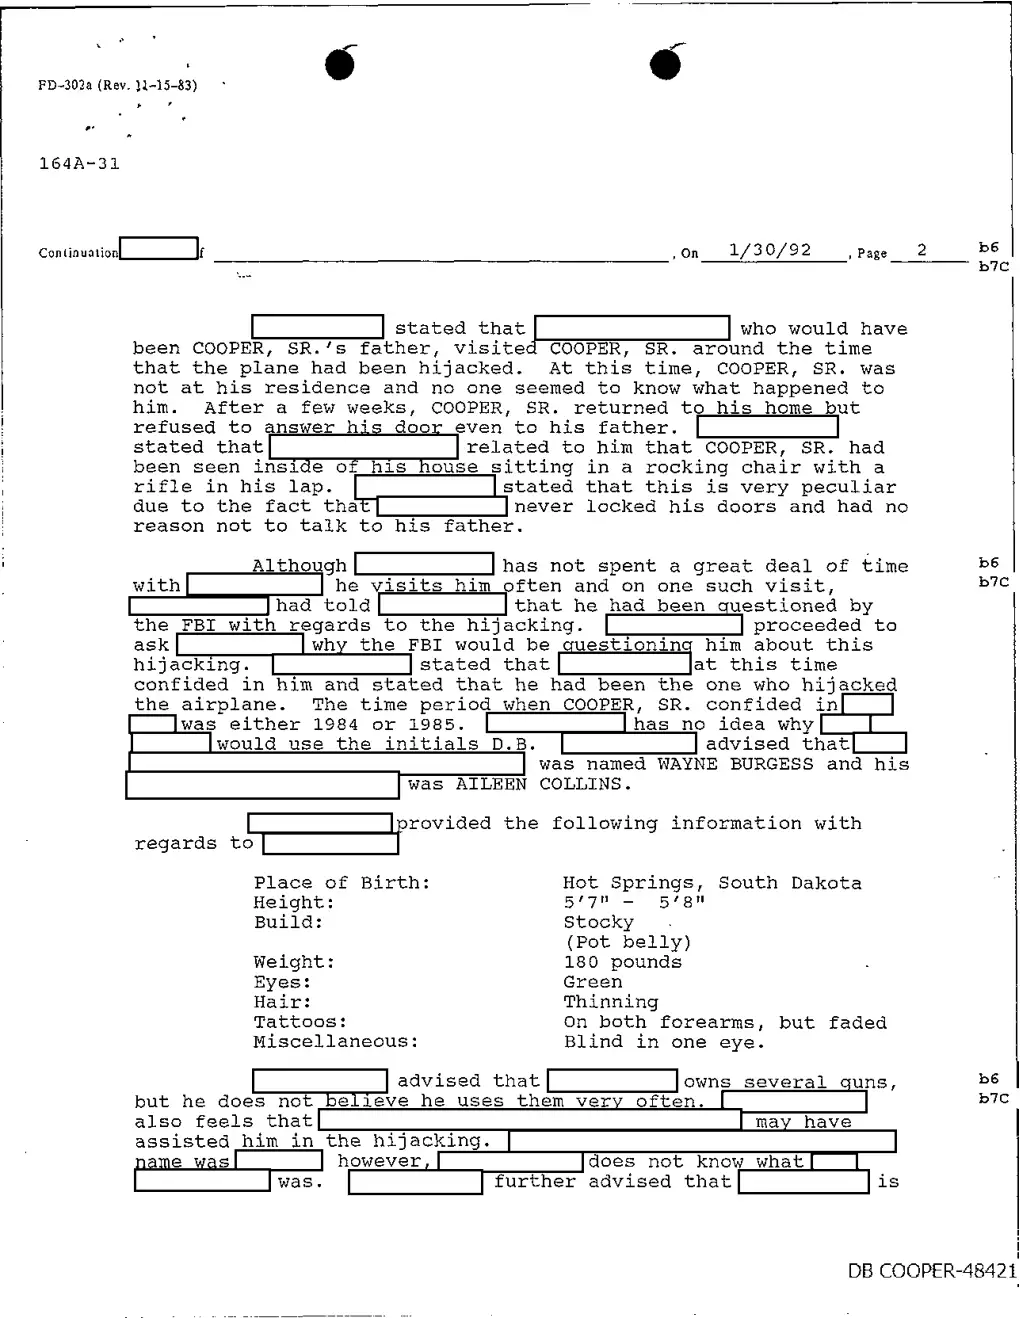 FD-302a (Rev. 11-15-83)
164A-31
Continuation f , On 1/30/92 , Page 2 b6
b7C
stated that who would have
been COOPER, SR.'s father, visited COOPER, SR. around the time
that the plane had been hijacked. At this time, COOPER, SR. was
not at his residence and no one seemed to know what happened to
him. After a few weeks, COOPER, SR. returned to his home but
refused to answer his door even to his father.
stated that related to him that COOPER, SR. had
been seen inside of his house sitting in a rocking chair with a
rifle in his lap. stated that this is very peculiar
due to the fact that never locked his doors and had no
reason not to talk to his father.
Although has not spent a great deal of time b6
with he visits him often and on one such visit, b7C
had told that he had been questioned by
the FBI with regards to the hijacking. proceeded to
ask why the FBI would be questioning him about this
hijacking. stated that at this time
confided in him and stated that he had been the one who hijacked
the airplane. The time period when COOPER, SR. confided in
was either 1984 or 1985. has no idea why
would use the initials D.B. advised that
was named WAYNE BURGESS and his
was AILEEN COLLINS.
provided the following information with
regards to
Place of Birth: Hot Springs, South Dakota
Height: 5'7" - 5'8"
Build: Stocky
(Pot belly)
Weight: 180 pounds
Eyes: Green
Hair: Thinning
Tattoos: On both forearms, but faded
Miscellaneous: Blind in one eye.
advised that owns several guns, b6
but he does not believe he uses them very often. b7C
also feels that may have
assisted him in the hijacking.
name was however, does not know what
was. further advised that is
DB COOPER-48421